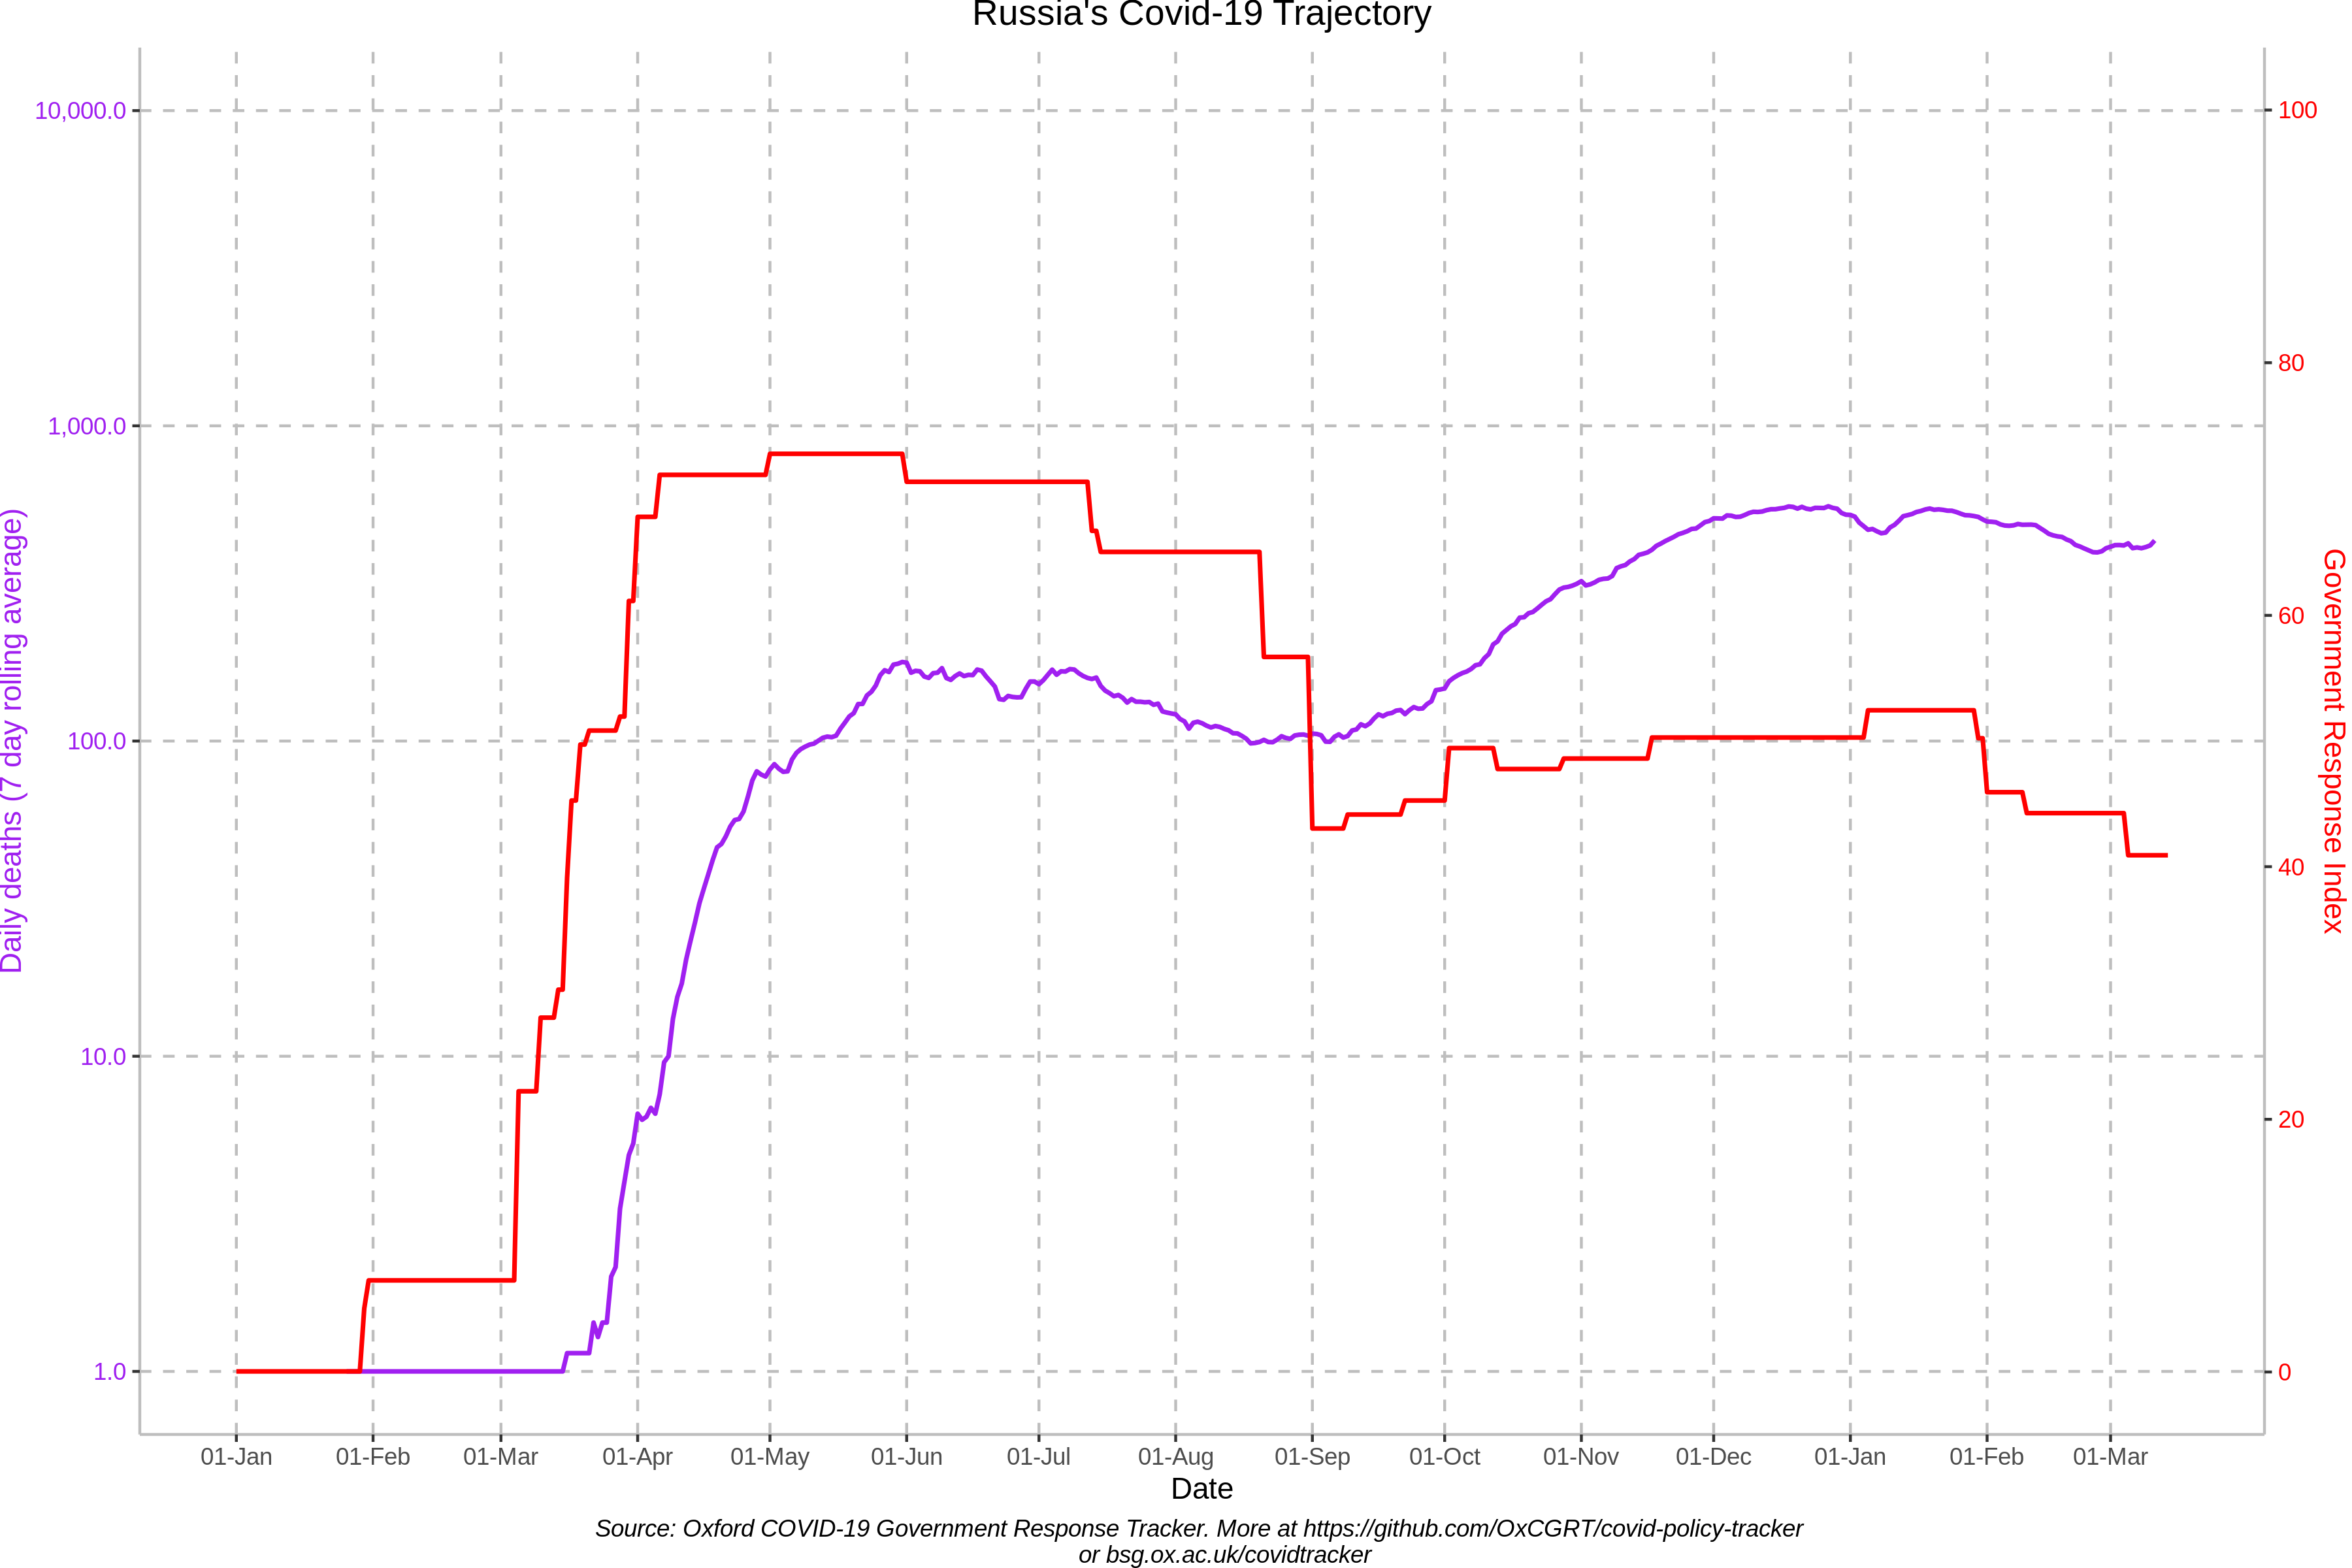 Russia's Covid-19 Trajectory
10,000.0
1,000.0
100.0
10.0
1.0
Daily deaths (7 day rolling average)
100
80
60
40
20
0
Government Response Index
01-Jan 01-Feb 01-Mar 01-Apr 01-May 01-Jun 01-Jul 01-Aug 01-Sep 01-Oct 01-Nov 01-Dec 01-Jan 01-Feb 01-Mar
Date
Source: Oxford COVID-19 Government Response Tracker. More at https://github.com/OxCGRT/covid-policy-tracker
or bsg.ox.ac.uk/covidtracker